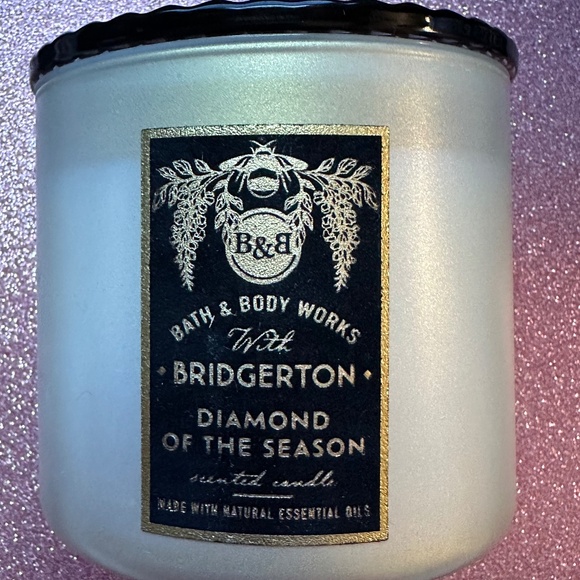 B&B
BATH & BODY WORKS
With
BRIDGERTON
DIAMOND
OF THE SEASON
scented candle
MADE WITH NATURAL ESSENTIAL OILS